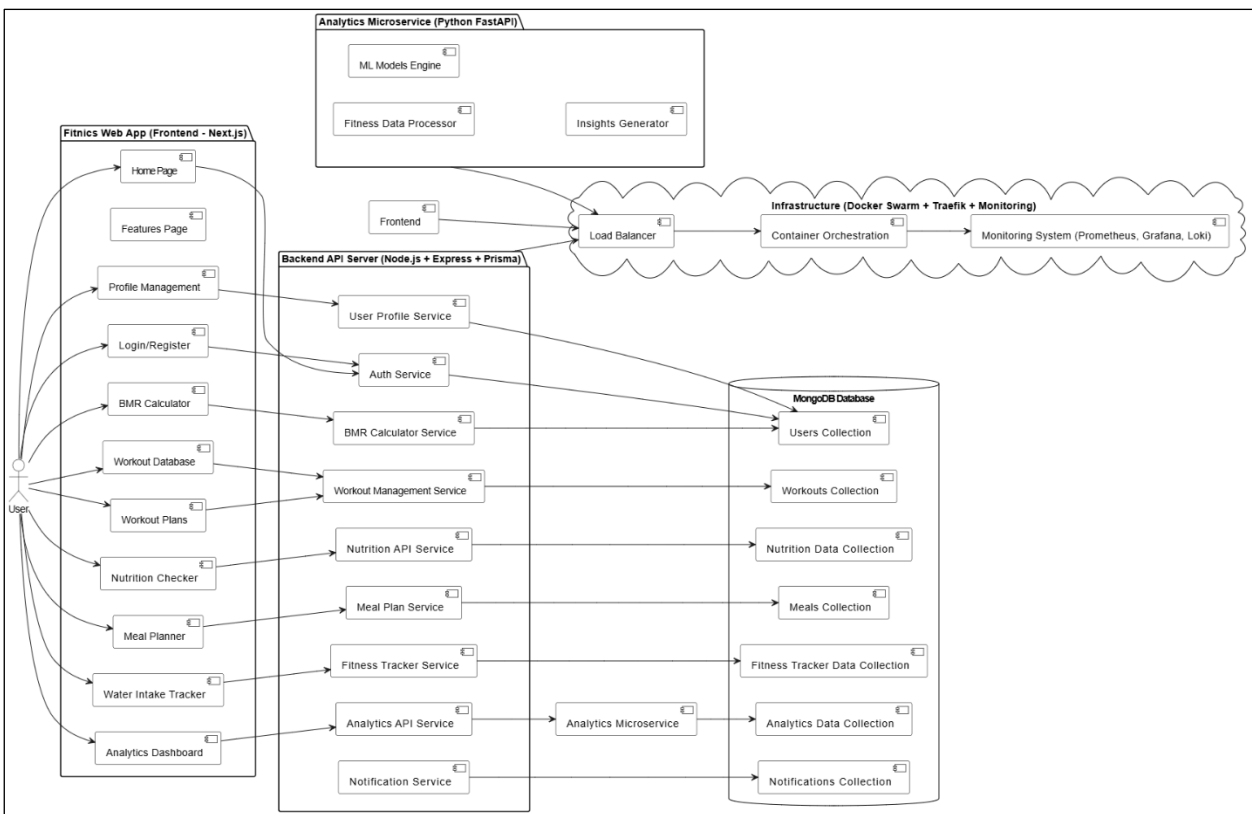 Analytics Microservice (Python FastAPI)
ML Models Engine
Fitness Data Processor
Insights Generator
Fitnics Web App (Frontend - Next.js)
Home Page
Features Page
Profile Management
Login/Register
BMR Calculator
Workout Database
Workout Plans
Nutrition Checker
Meal Planner
Water Intake Tracker
Analytics Dashboard
User
Frontend
Infrastructure (Docker Swarm + Traefik + Monitoring)
Load Balancer
Container Orchestration
Monitoring System (Prometheus, Grafana, Loki)
Backend API Server (Node.js + Express + Prisma)
User Profile Service
Auth Service
BMR Calculator Service
Workout Management Service
Nutrition API Service
Meal Plan Service
Fitness Tracker Service
Analytics API Service
Notification Service
Analytics Microservice
MongoDB Database
Users Collection
Workouts Collection
Nutrition Data Collection
Meals Collection
Fitness Tracker Data Collection
Analytics Data Collection
Notifications Collection